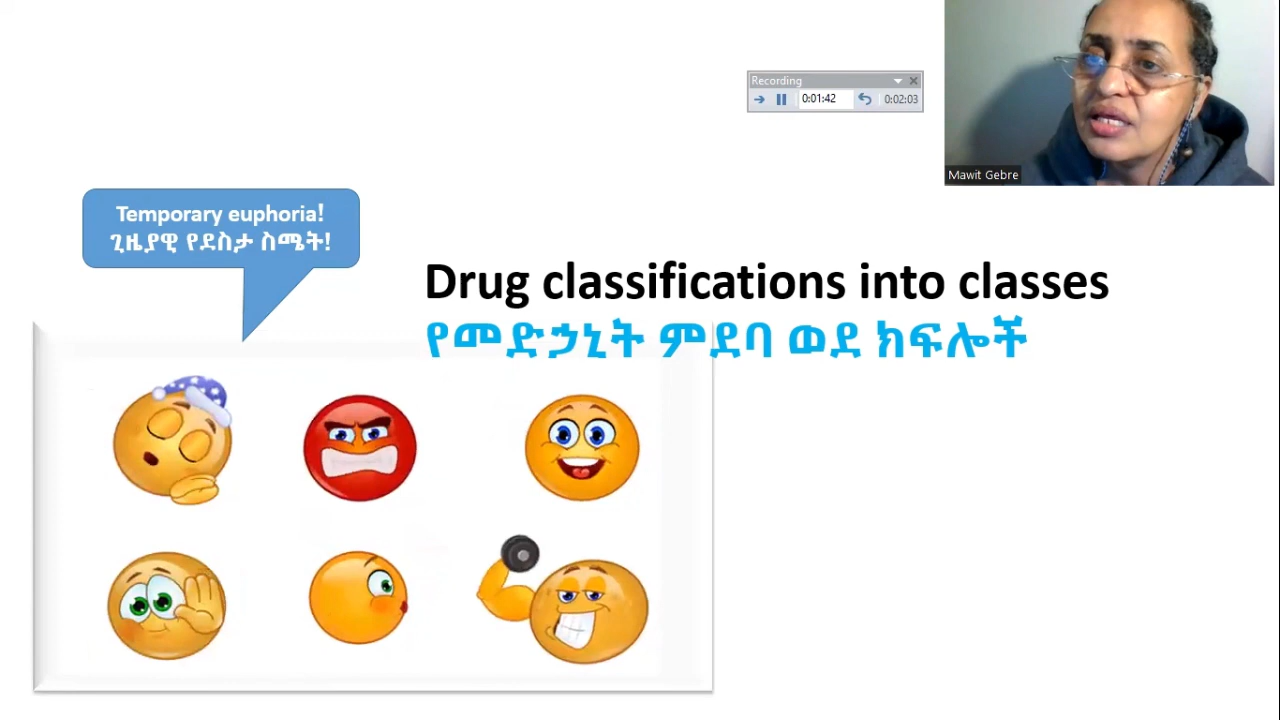 Recording
0:01:42
0:02:03
Mawit Gebre
Temporary euphoria!
ጊዜያዊ የደስታ ስሜት!
Drug classifications into classes
የመድኃኒት ምደባ ወደ ክፍሎች